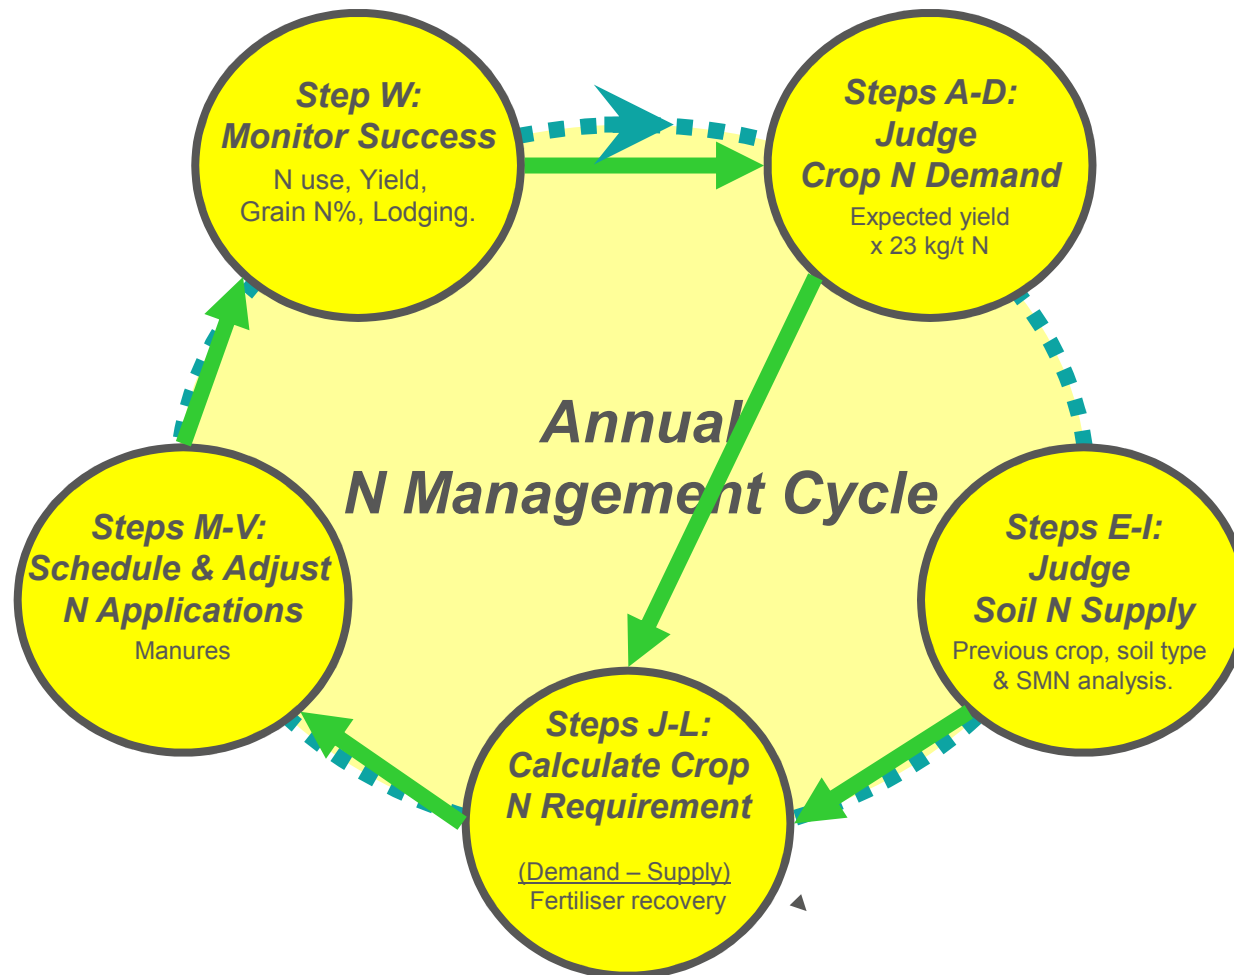 Step W:
Monitor Success
N use, Yield,
Grain N%, Lodging.
Steps A-D:
Judge
Crop N Demand
Expected yield
x 23 kg/t N
Annual
N Management Cycle
Steps M-V:
Schedule & Adjust
N Applications
Manures
Steps E-I:
Judge
Soil N Supply
Previous crop, soil type
& SMN analysis.
Steps J-L:
Calculate Crop
N Requirement
(Demand – Supply)
Fertiliser recovery